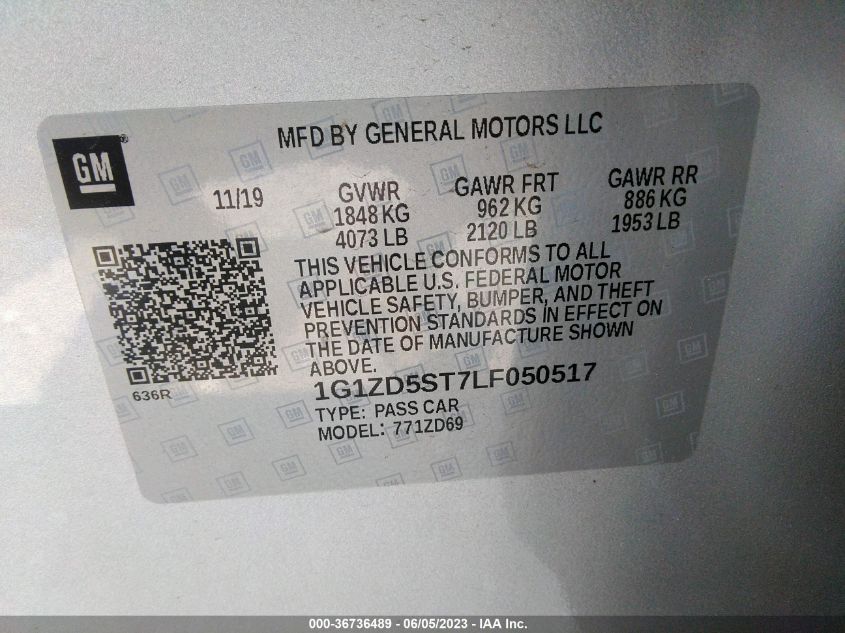 MFD BY GENERAL MOTORS LLC
GM
11/19
GVWR
1848 KG
4073 LB
GAWR FRT
962 KG
2120 LB
GAWR RR
886 KG
1953 LB
THIS VEHICLE CONFORMS TO ALL
APPLICABLE U.S. FEDERAL MOTOR
VEHICLE SAFETY, BUMPER, AND THEFT
PREVENTION STANDARDS IN EFFECT ON
THE DATE OF MANUFACTURE SHOWN
ABOVE.
636R
1G1ZD5ST7LF050517
TYPE: PASS CAR
MODEL: 771ZD69
000-36736489 - 06/05/2023 - IAA Inc.